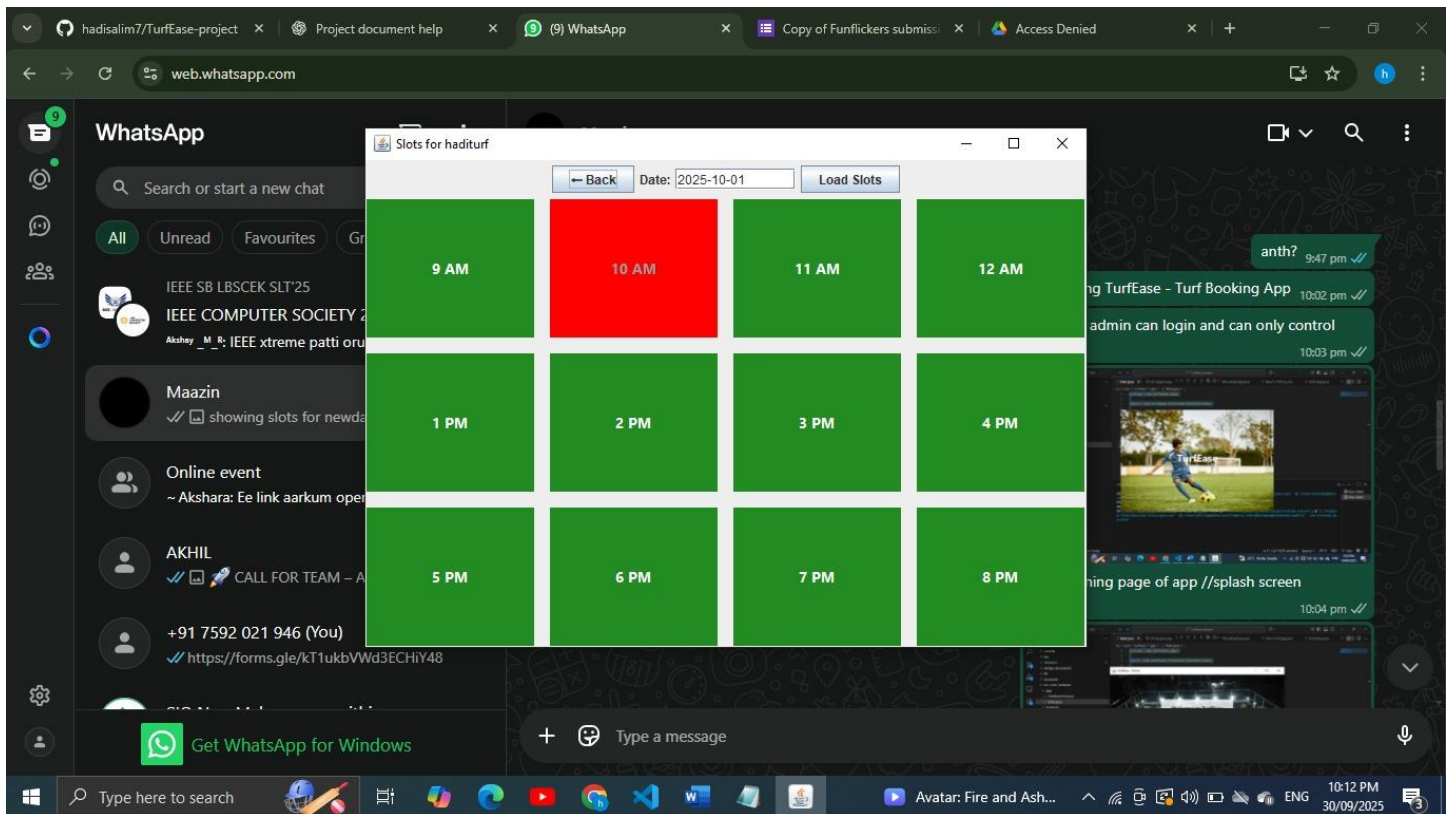 hadisalim7/TurfEase-project
Project document help
(9) WhatsApp
Copy of Funflickers submiss
Access Denied
web.whatsapp.com
h
9
WhatsApp
Search or start a new chat
All
Unread
Favourites
Gr
IEEE SB LBSCEK SLT'25
IEEE COMPUTER SOCIETY 2
Akshay _M_R: IEEE xtreme patti oru
Maazin
showing slots for newda
Online event
~ Akshara: Ee link aarkum oper
AKHIL
CALL FOR TEAM – A
+91 7592 021 946 (You)
https://forms.gle/kT1ukbVWd3ECHiY48
Get WhatsApp for Windows
Slots for haditurf
← Back
Date: 2025-10-01
Load Slots
9 AM
10 AM
11 AM
12 AM
1 PM
2 PM
3 PM
4 PM
5 PM
6 PM
7 PM
8 PM
anth? 9:47 pm
ng TurfEase - Turf Booking App 10:02 pm
admin can login and can only control
10:03 pm
TurfEase
ning page of app //splash screen
10:04 pm
Type a message
Type here to search
Avatar: Fire and Ash...
ENG
10:12 PM
30/09/2025
3